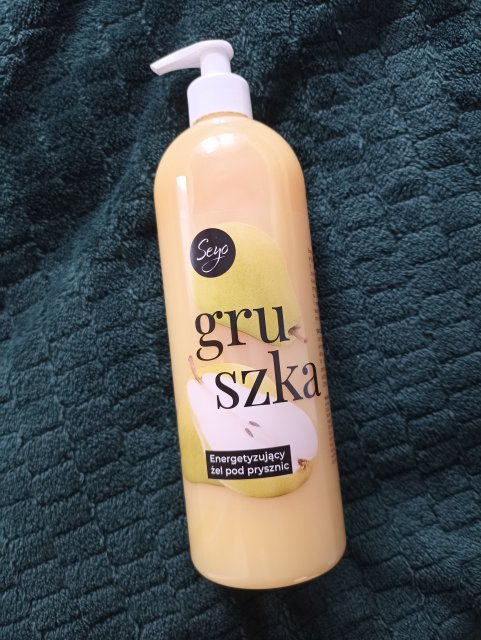 Seyo
gru
szka
Energetyzujący
żel pod prysznic